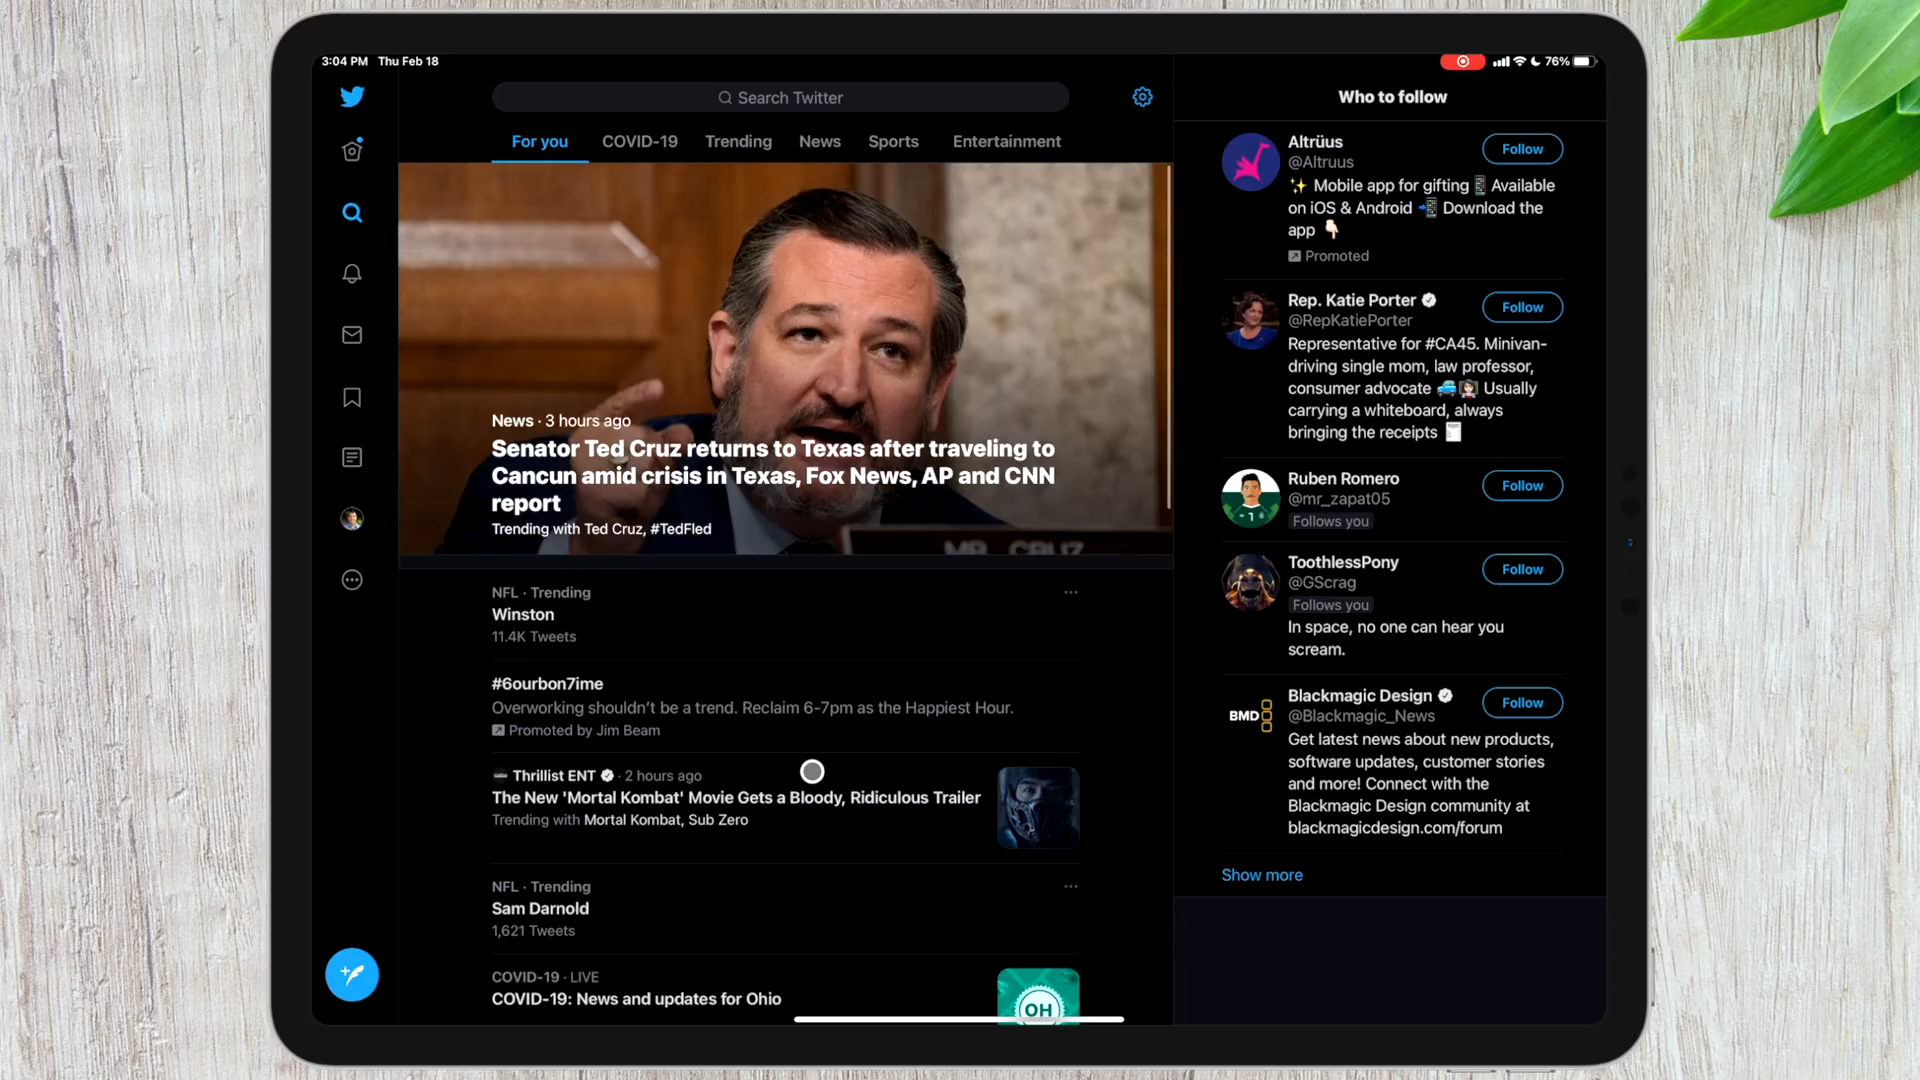 3:04 PM Thu Feb 18
76%
Search Twitter
For you COVID-19 Trending News Sports Entertainment
News · 3 hours ago
Senator Ted Cruz returns to Texas after traveling to
Cancun amid crisis in Texas, Fox News, AP and CNN
report
Trending with Ted Cruz, #TedFled
MR. CRUZ
NFL · Trending
Winston
11.4K Tweets
#6ourbon7ime
Overworking shouldn't be a trend. Reclaim 6-7pm as the Happiest Hour.
Promoted by Jim Beam
Thrillist ENT · 2 hours ago
The New 'Mortal Kombat' Movie Gets a Bloody, Ridiculous Trailer
Trending with Mortal Kombat, Sub Zero
NFL · Trending
Sam Darnold
1,621 Tweets
COVID-19 · LIVE
COVID-19: News and updates for Ohio
OH
Who to follow
Altrüus
@Altruus
Follow
✨ Mobile app for gifting 📱 Available
on iOS & Android 📲 Download the
app 👇🏻
Promoted
Rep. Katie Porter
@RepKatiePorter
Follow
Representative for #CA45. Minivan-
driving single mom, law professor,
consumer advocate 🚙👩🏻‍🏫 Usually
carrying a whiteboard, always
bringing the receipts 🧾
Ruben Romero
@mr_zapat05
Follows you
Follow
ToothlessPony
@GScrag
Follows you
Follow
In space, no one can hear you
scream.
BMD
Blackmagic Design
@Blackmagic_News
Follow
Get latest news about new products,
software updates, customer stories
and more! Connect with the
Blackmagic Design community at
blackmagicdesign.com/forum
Show more